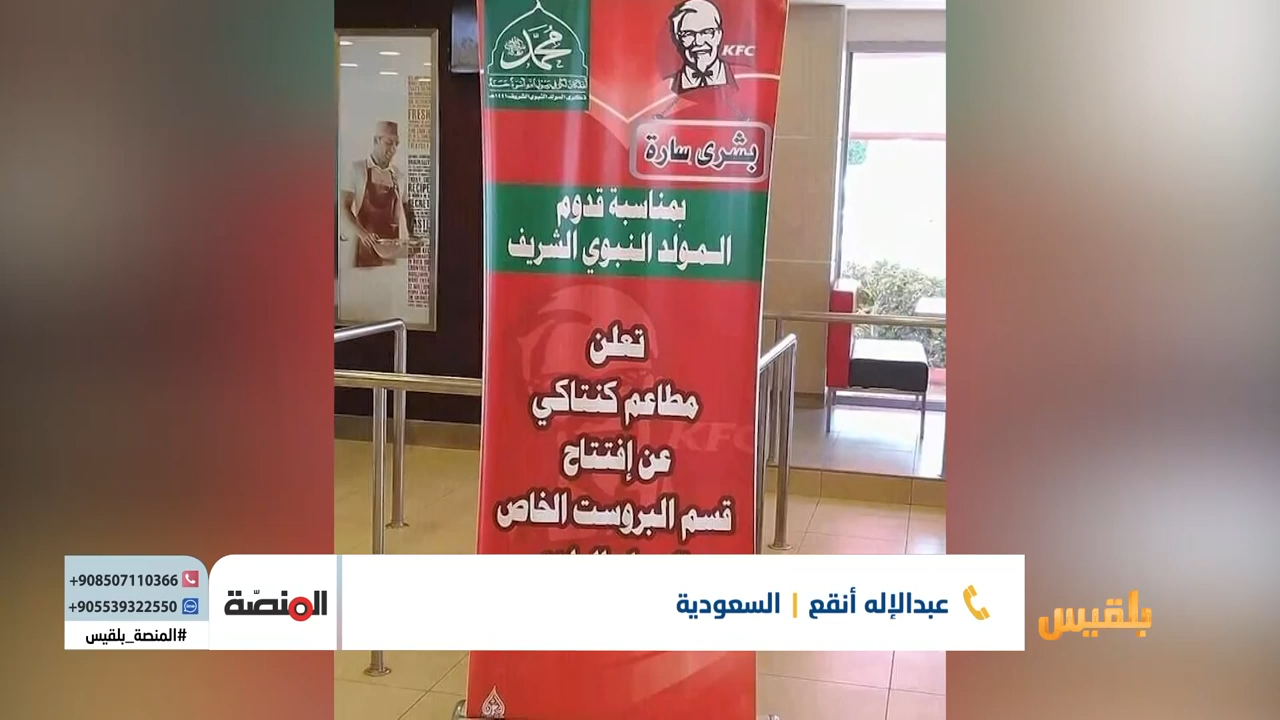 محمد
KFC
بشرى سارة
بمناسبة قدوم
المولد النبوي الشريف
تعلن
مطاعم كنتاكي
عن إفتتاح
قسم البروست الخاص
KFC
+908507110366
+905539322550
#المنصة_بلقيس
المنصّة
عبدالإله أنقع | السعودية
بلقيس